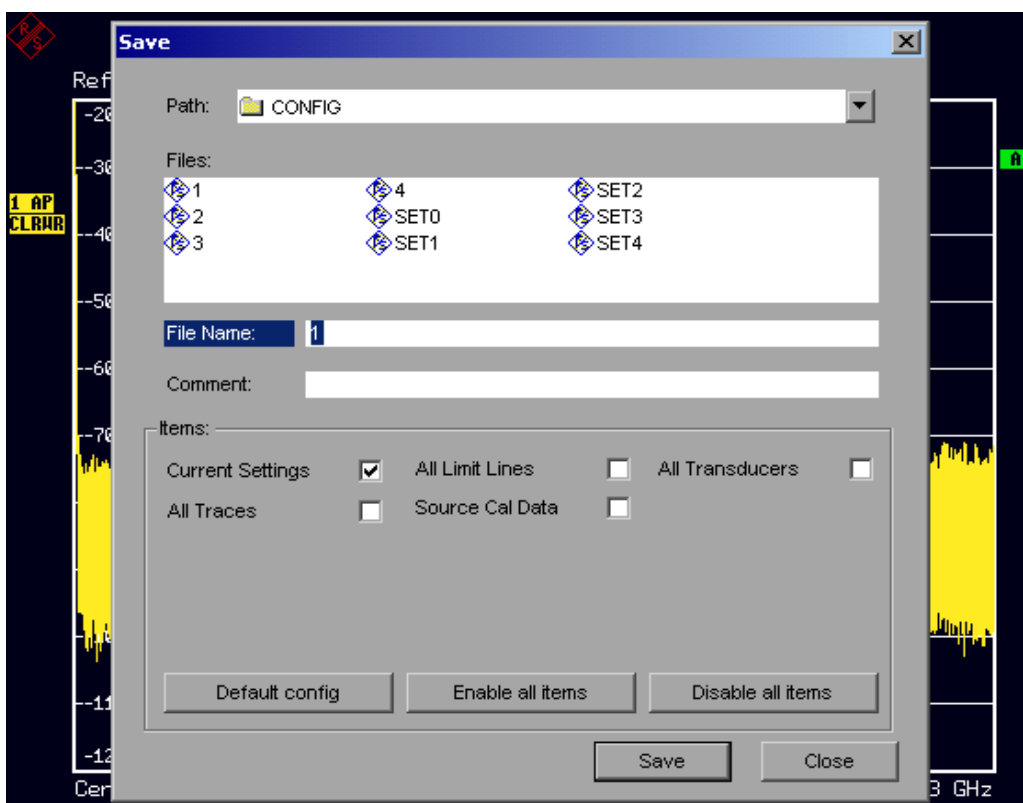 R S
Save
Ref
Path: CONFIG
Files:
1 4 SET2
2 SET0 SET3
3 SET1 SET4
File Name: 1
Comment:
Items:
Current Settings All Limit Lines All Transducers
All Traces Source Cal Data
Default config Enable all items Disable all items
Save Close
1 AP
CLRWR
A
-20
-30
-40
-50
-60
-70
-11
-12
Cer
3 GHz